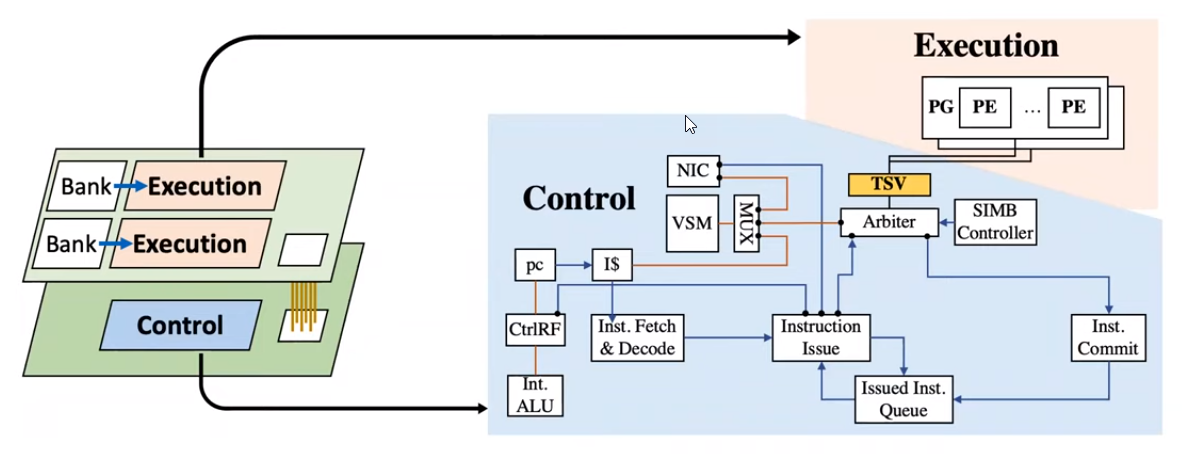 Execution
PG PE ... PE
Bank Execution
Bank Execution
Control
Control
NIC
VSM
MUX
TSV
Arbiter
SIMB
Controller
pc
I$
CtrlRF
Int.
ALU
Inst. Fetch
& Decode
Instruction
Issue
Issued Inst.
Queue
Inst.
Commit